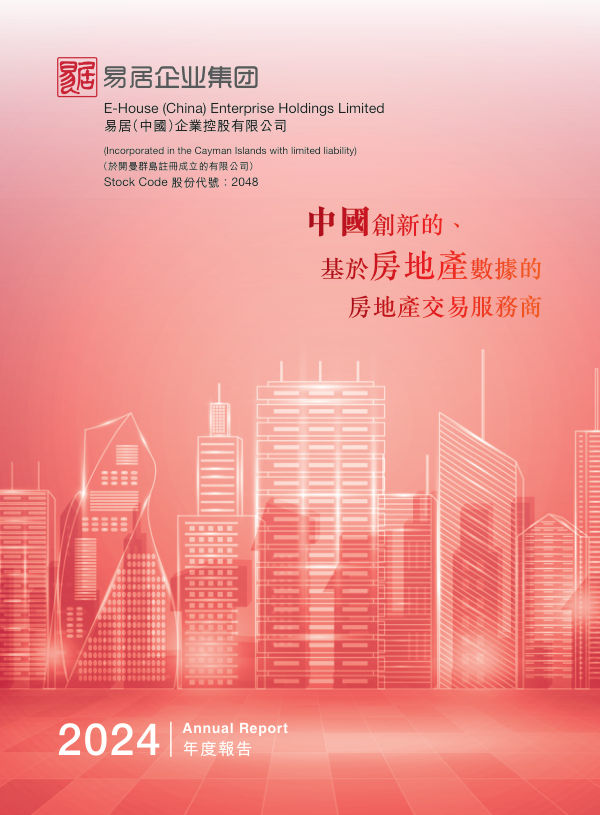 易居 易居企业集团
E-House (China) Enterprise Holdings Limited
易居（中國）企業控股有限公司
(Incorporated in the Cayman Islands with limited liability)
（於開曼群島註冊成立的有限公司）
Stock Code 股份代號：2048
中國創新的、
基於房地產數據的
房地產交易服務商
2024
Annual Report
年度報告